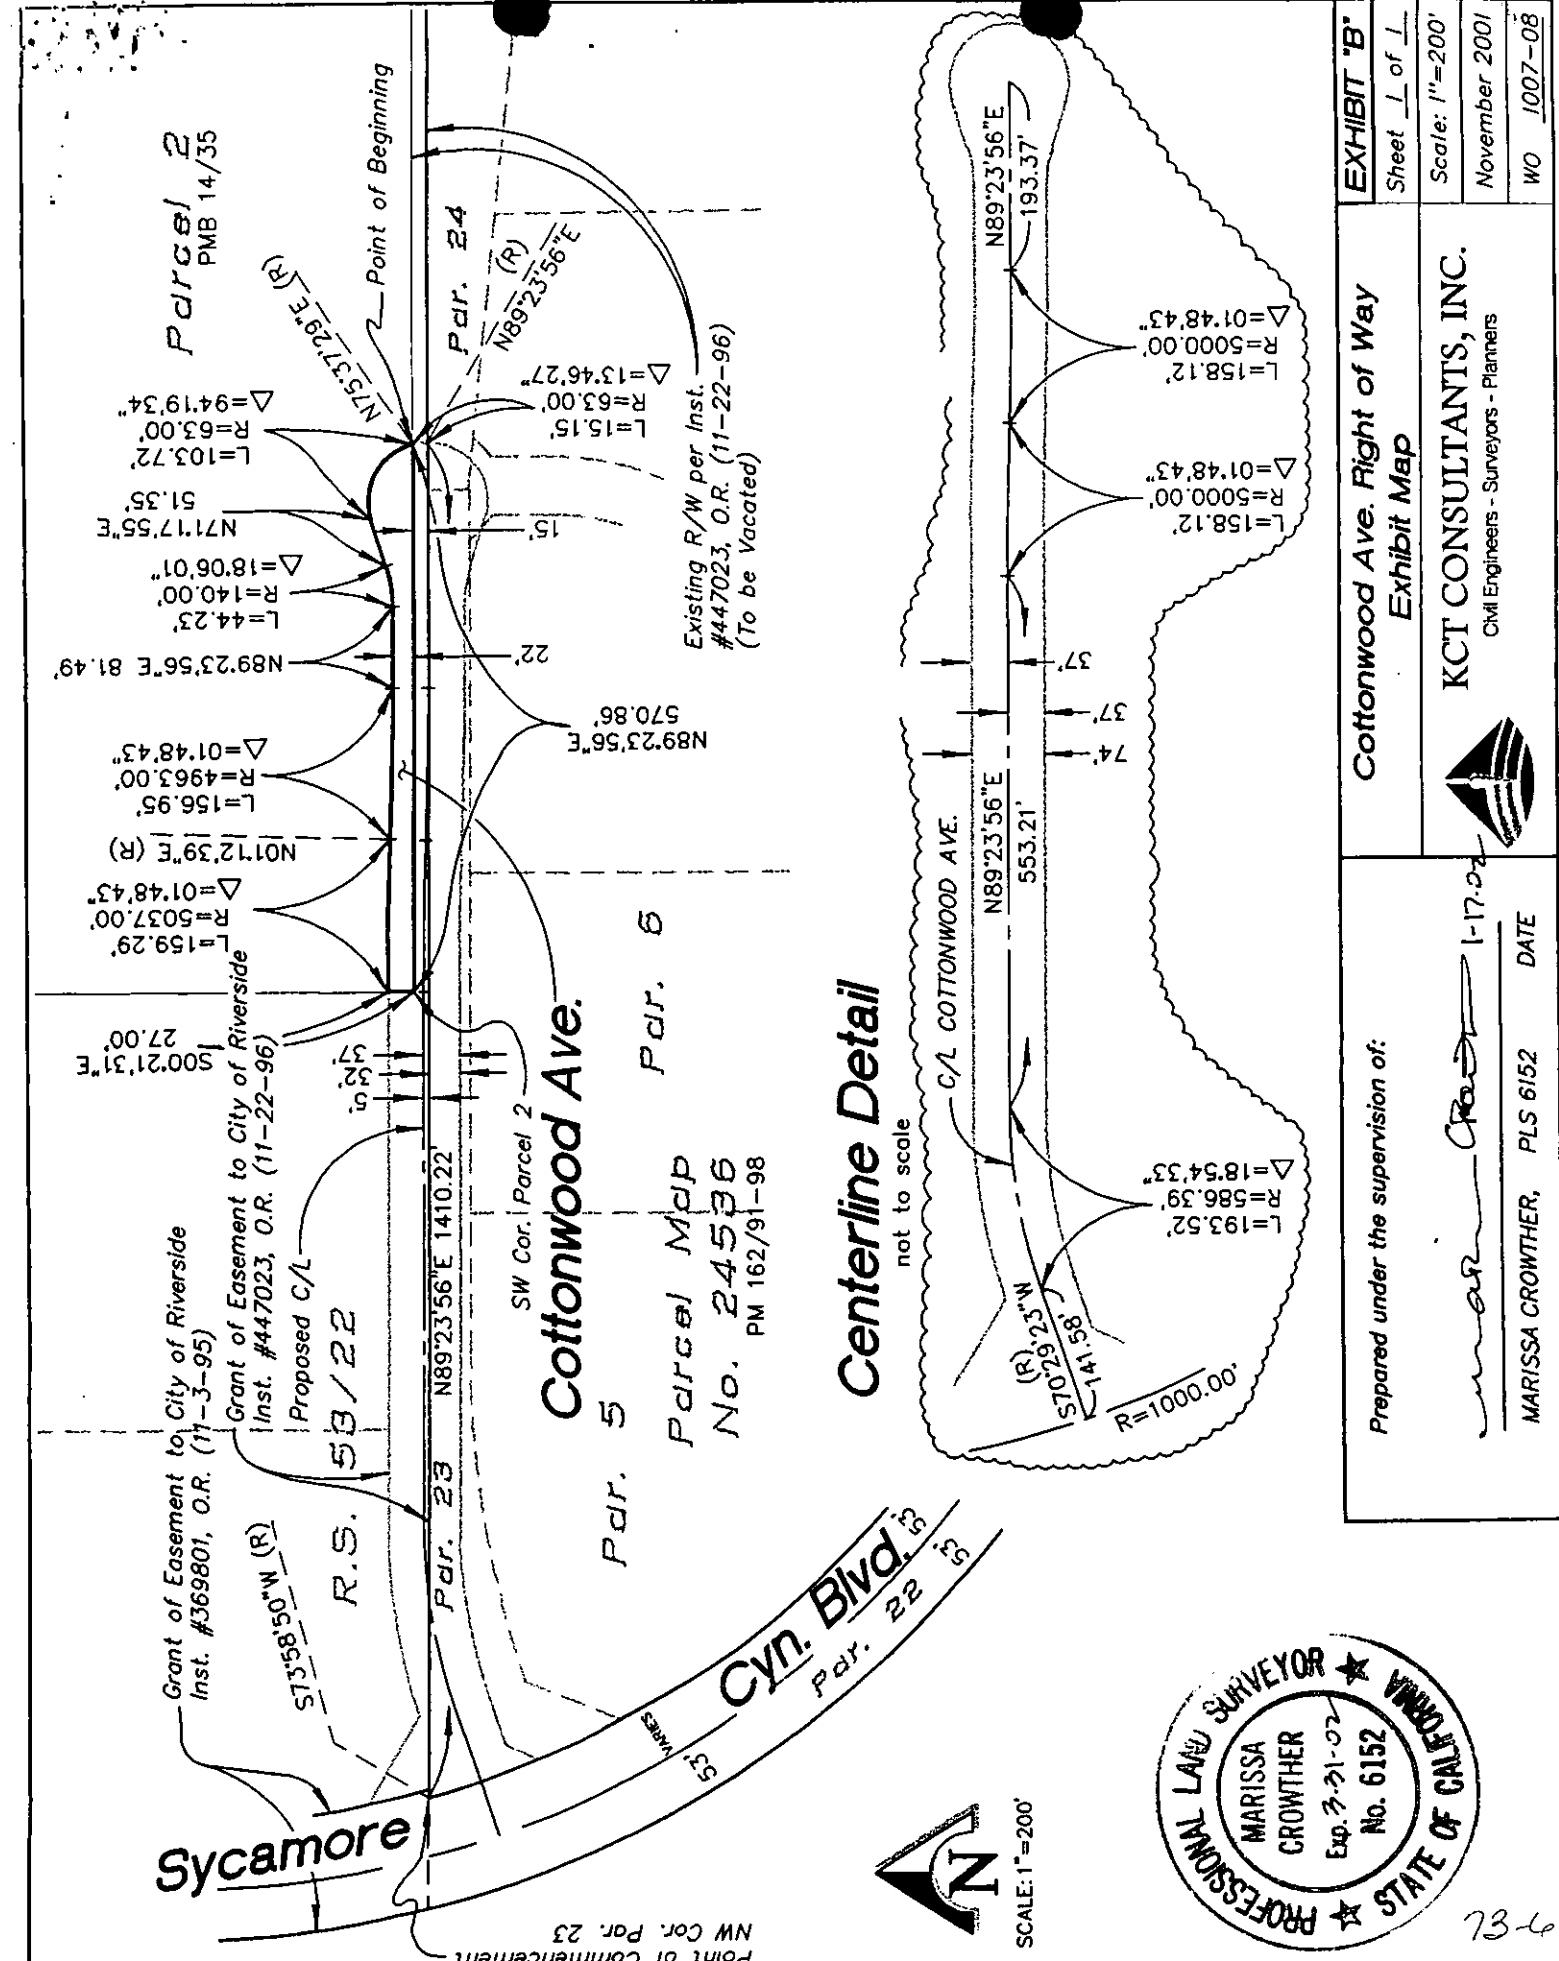 Parcel 2
PMB 14/35
Point of Beginning
N75°37'29"E (R)
Par. 24
(R)
N89°23'56"E
△=94°19'34"
R=63.00'
L=103.72'
N71°17'55"E
51.35'
△=18°06'01"
R=140.00'
L=44.23'
N89°23'56"E 81.49'
△=01°48'43"
R=4963.00'
L=156.95'
N01°12'39"E (R)
△=01°48'43"
R=5037.00'
L=159.29'
S00°21'31"E
27.00'
△=13°46'27"
R=63.00'
L=15.15'
15'
22'
Existing R/W per Inst.
#447023, O.R. (11-22-96)
(To be Vacated)
N89°23'56"E
570.86'
37'
32'
5'
Grant of Easement to City of Riverside
Inst. #369801, O.R. (11-3-95)
Grant of Easement to City of Riverside
Inst. #447023, O.R. (11-22-96)
Proposed C/L
R.S. 53/22
S73°58'50"W (R)
N89°23'56"E 1410.22'
Par. 23
SW Cor. Parcel 2
Cottonwood Ave.
Par. 5
Par. 6
Parcel Map
No. 24536
PM 162/91-98
Sycamore
Cyn. Blvd.
Par. 22
53'
53'
53'
VARIES
53'
Point of Commencement
NW Cor. Par. 23
N
SCALE: 1"=200'
Centerline Detail
not to scale
C/L COTTONWOOD AVE.
N89°23'56"E
193.37'
△=01°48'43"
R=5000.00'
L=158.12'
△=01°48'43"
R=5000.00'
L=158.12'
37'
37'
74'
N89°23'56"E
553.21'
△=18°54'33"
R=586.39'
L=193.52'
(R)
S70°29'23"W
141.58'
R=1000.00'
PROFESSIONAL LAND SURVEYOR
STATE OF CALIFORNIA
MARISSA
CROWTHER
Exp. 3-31-02
No. 6152
73-6
Prepared under the supervision of:
1-17-02
MARISSA CROWTHER, PLS 6152 DATE
Cottonwood Ave. Right of Way
Exhibit Map
KCT CONSULTANTS, INC.
Civil Engineers - Surveyors - Planners
EXHIBIT "B"
Sheet 1 of 1
Scale: 1"=200'
November 2001
WO 1007-08